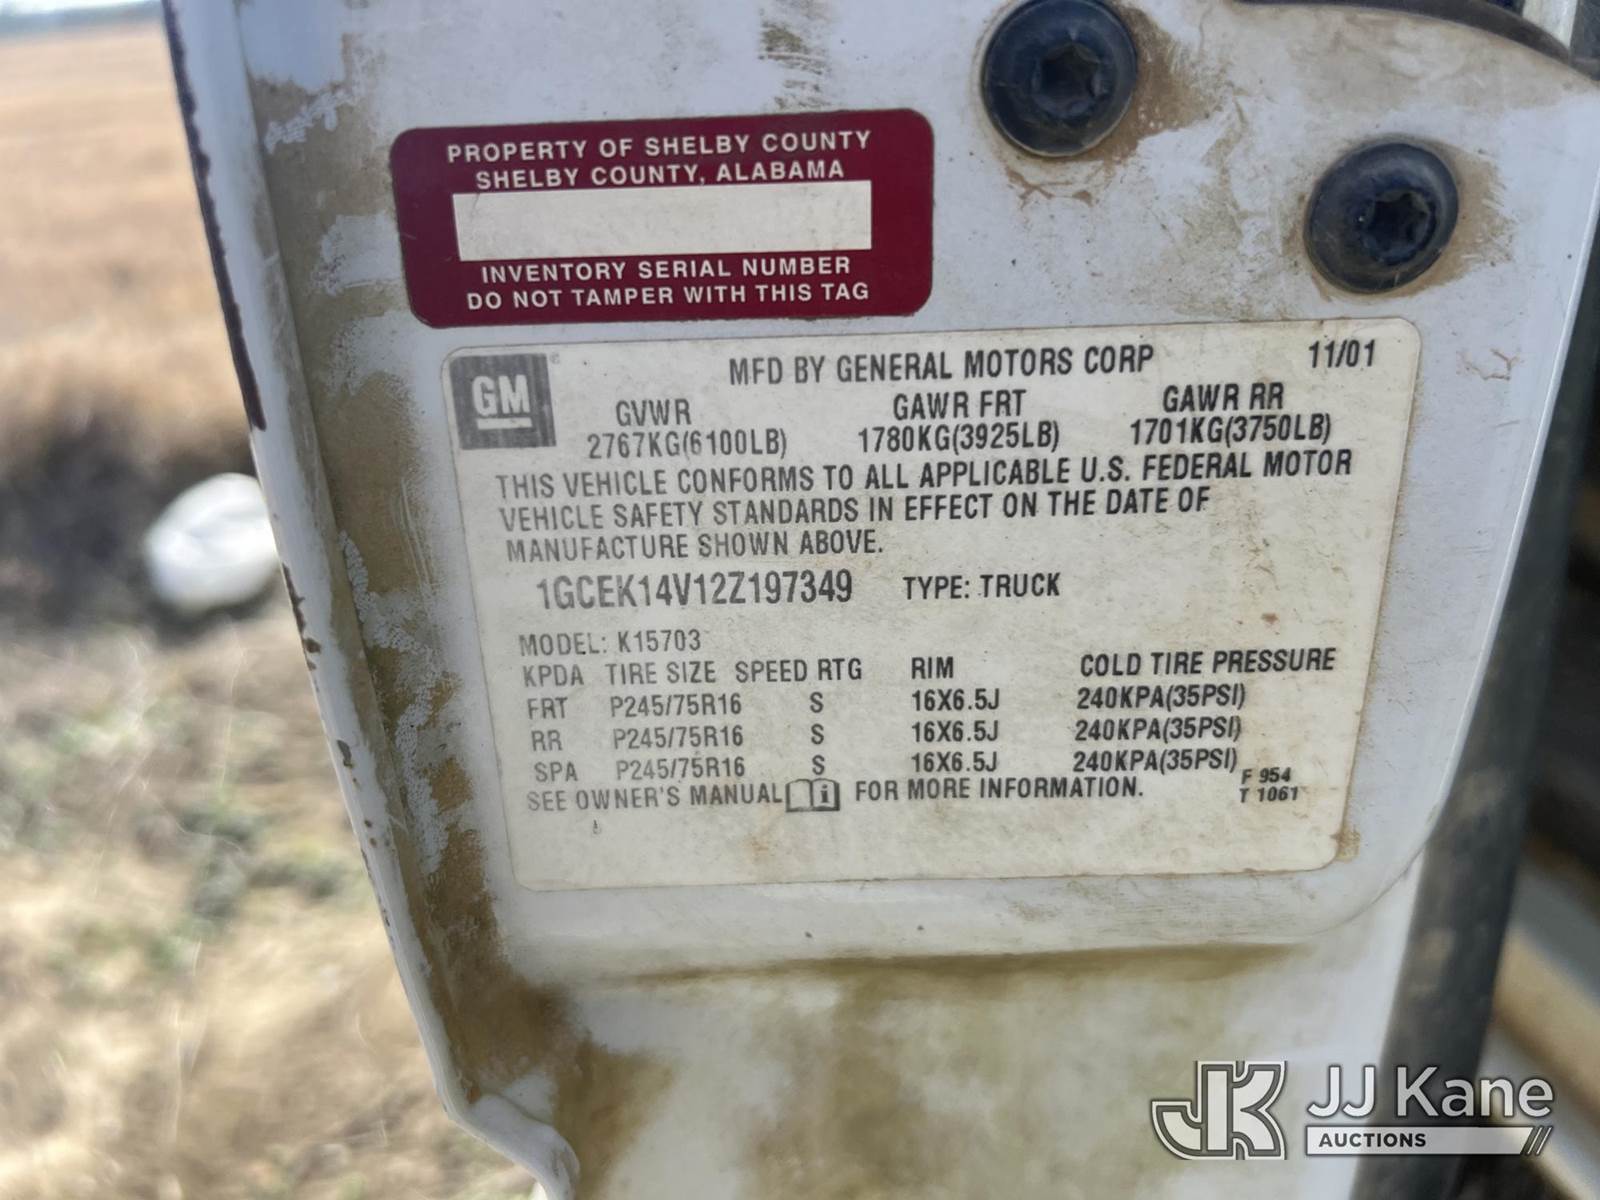 PROPERTY OF SHELBY COUNTY
SHELBY COUNTY, ALABAMA
INVENTORY SERIAL NUMBER
DO NOT TAMPER WITH THIS TAG
GM ®
MFD BY GENERAL MOTORS CORP 11/01
GVWR GAWR FRT GAWR RR
2767KG(6100LB) 1780KG(3925LB) 1701KG(3750LB)
THIS VEHICLE CONFORMS TO ALL APPLICABLE U.S. FEDERAL MOTOR
VEHICLE SAFETY STANDARDS IN EFFECT ON THE DATE OF
MANUFACTURE SHOWN ABOVE.
1GCEK14V12Z197349 TYPE: TRUCK
MODEL: K15703
KPDA TIRE SIZE SPEED RTG RIM COLD TIRE PRESSURE
FRT P245/75R16 S 16X6.5J 240KPA(35PSI)
RR P245/75R16 S 16X6.5J 240KPA(35PSI)
SPA P245/75R16 S 16X6.5J 240KPA(35PSI)
SEE OWNER'S MANUAL i FOR MORE INFORMATION.
F 954
T 1061
JK JJ Kane
AUCTIONS